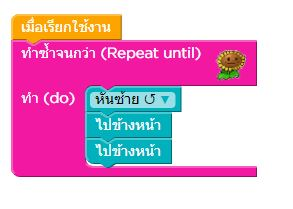 เมื่อเรียกใช้งาน
ทำซ้ำจนกว่า (Repeat until)
ทำ (do) หันซ้าย ↺ ▼
ไปข้างหน้า
ไปข้างหน้า